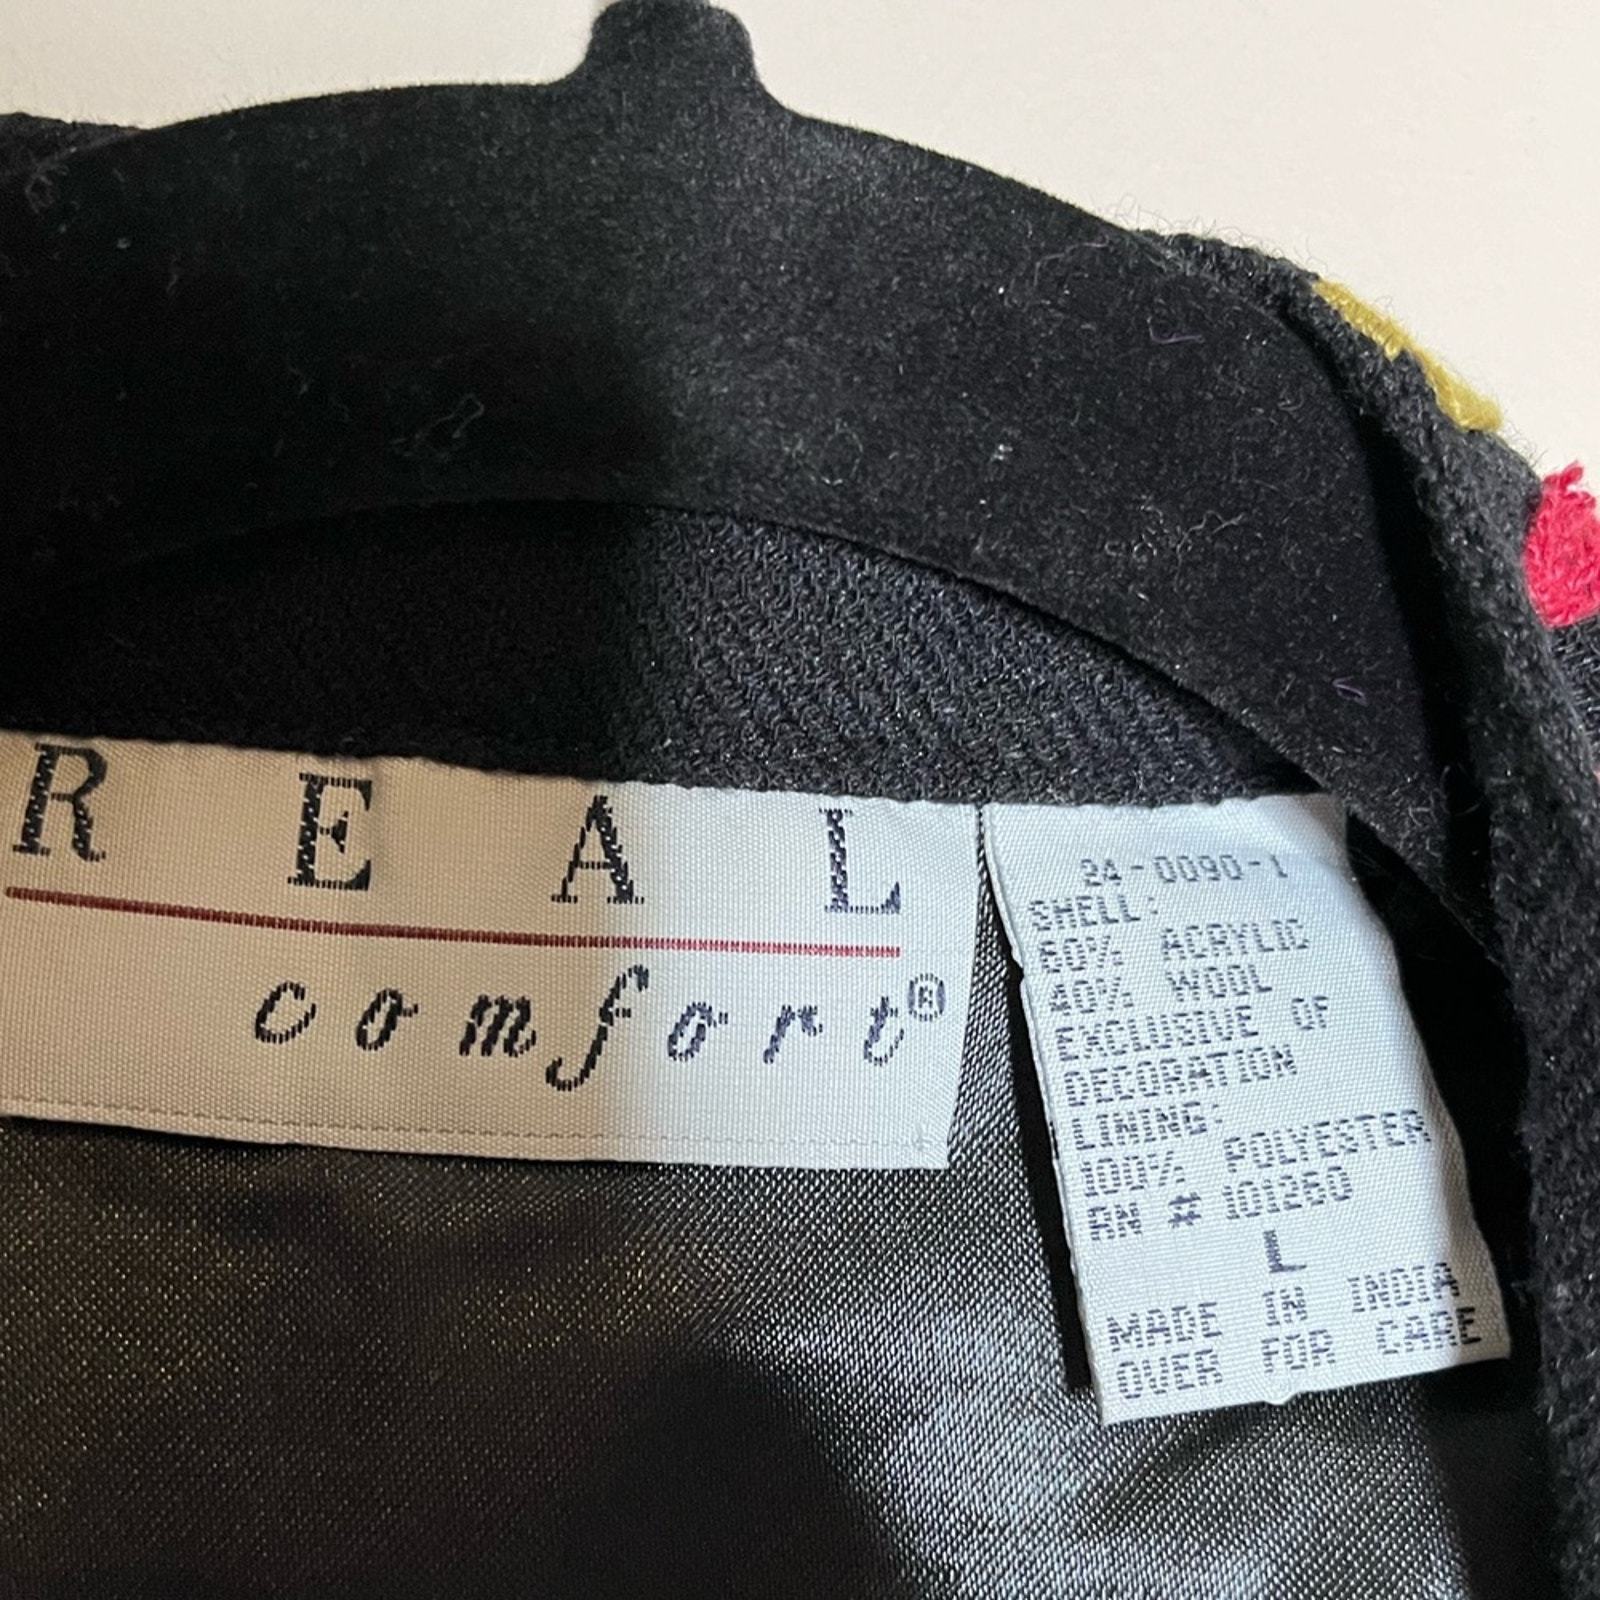 REAL
comfort®
24-0090-1
SHELL:
60% ACRYLIC
40% WOOL
EXCLUSIVE OF
DECORATION
LINING:
100% POLYESTER
RN # 101260
L
MADE IN INDIA
OVER FOR CARE